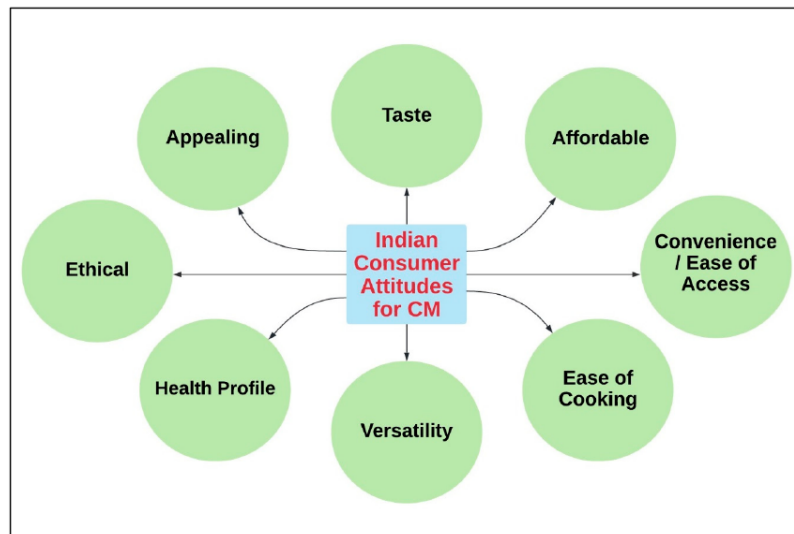 Taste
Appealing
Affordable
Indian
Consumer
Attitudes
for CM
Convenience
/ Ease of
Access
Ethical
Health Profile
Ease of
Cooking
Versatility